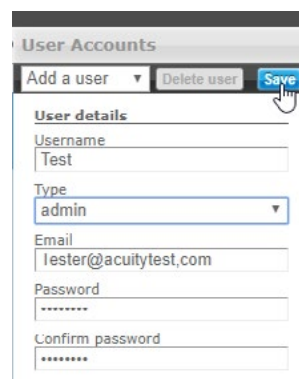 User Accounts
Add a user Delete user Save
User details
Username
Test
Type
admin
Email
Tester@acuitytest,com
Password
••••••••
Confirm password
••••••••